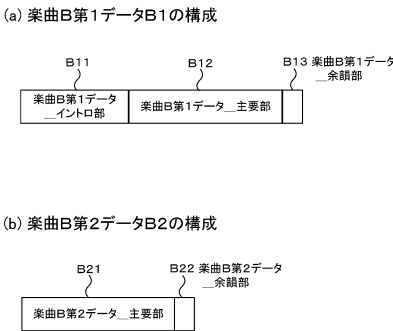 (a) 楽曲B第1データB1の構成
B11
B12
B13 楽曲B第1データ
__余韻部
楽曲B第1データ
__イントロ部
楽曲B第1データ__主要部
(b) 楽曲B第2データB2の構成
B21
B22 楽曲B第2データ
__余韻部
楽曲B第2データ__主要部